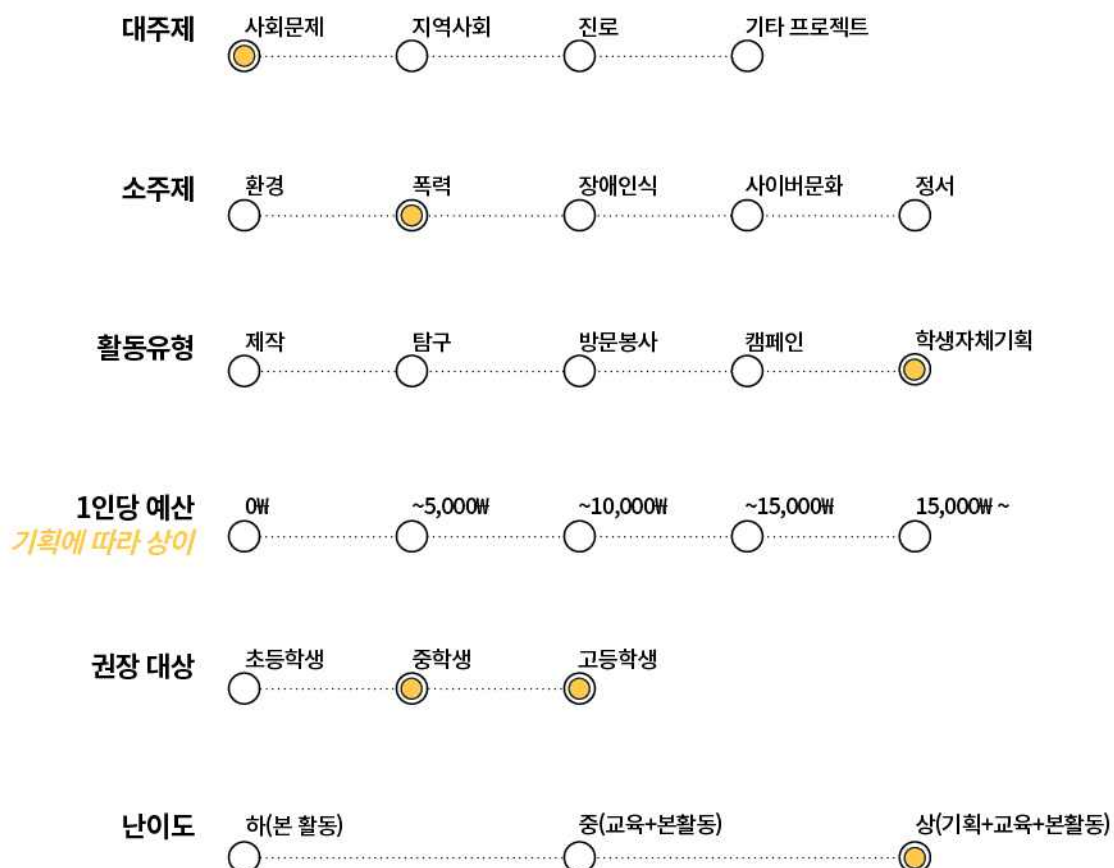 대주제 사회문제 지역사회 진로 기타 프로젝트
소주제 환경 폭력 장애인식 사이버문화 정서
활동유형 제작 탐구 방문봉사 캠페인 학생자체기획
1인당 예산 0₩ ~5,000₩ ~10,000₩ ~15,000₩ 15,000₩ ~
기획에 따라 상이
권장 대상 초등학생 중학생 고등학생
난이도 하(본 활동) 중(교육+본활동) 상(기획+교육+본활동)